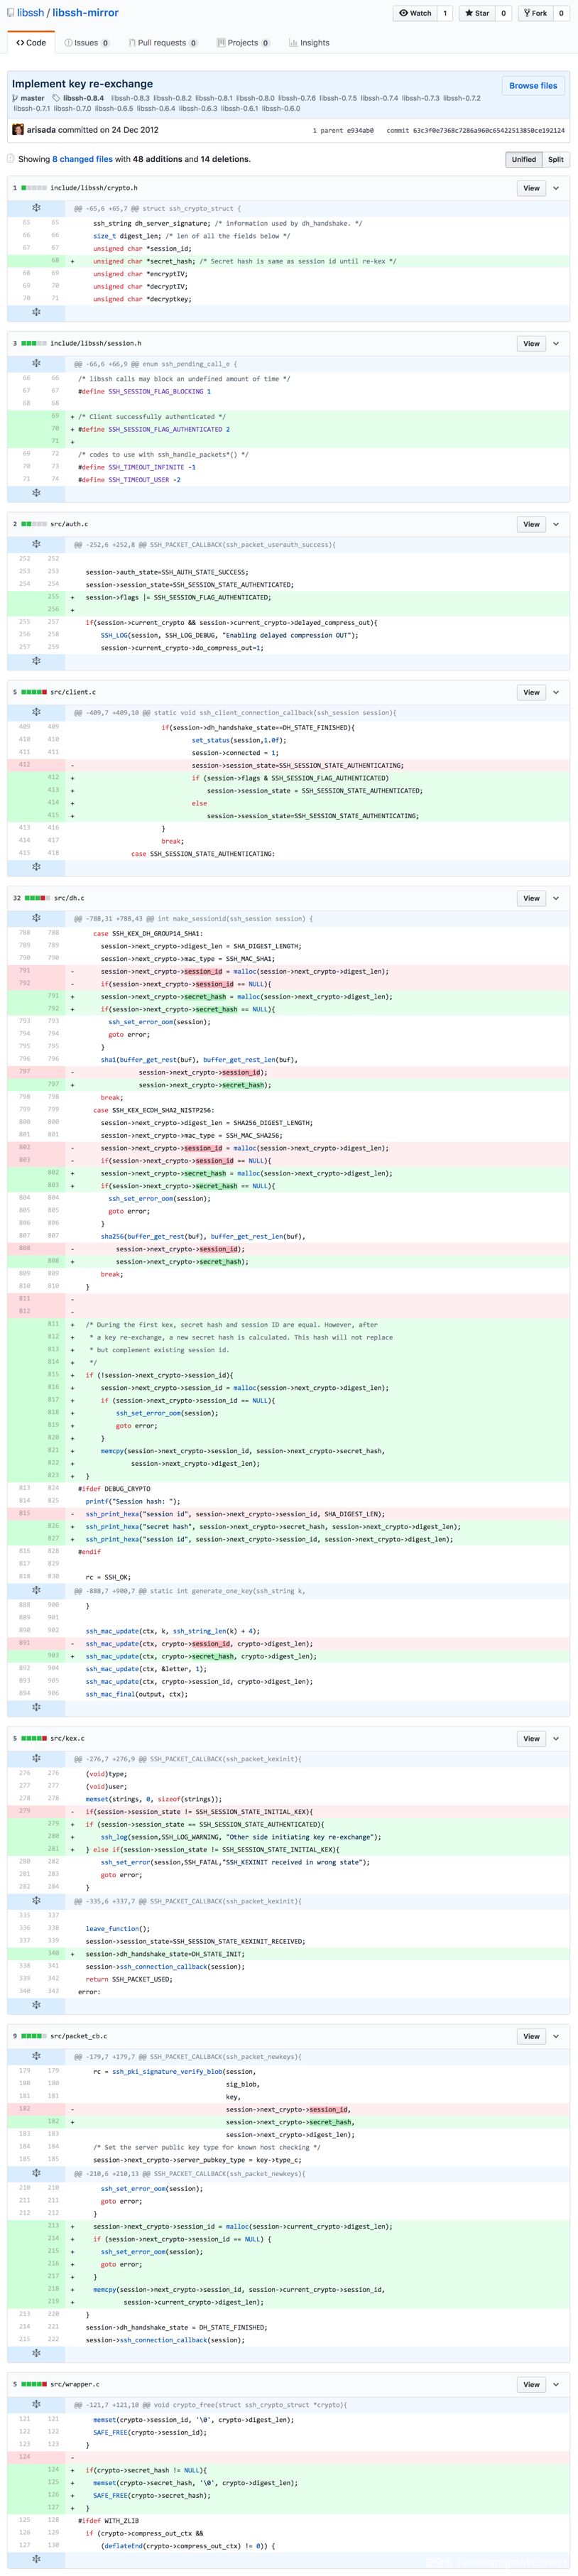 libssh / libssh-mirror
Watch 1 Star 0 Fork 0
Code Issues 0 Pull requests 0 Projects 0 Insights
Implement key re-exchange
Browse files
master libssh-0.8.4 libssh-0.8.3 libssh-0.8.2 libssh-0.8.1 libssh-0.8.0 libssh-0.7.6 libssh-0.7.5 libssh-0.7.4 libssh-0.7.3 libssh-0.7.2
libssh-0.7.1 libssh-0.7.0 libssh-0.6.5 libssh-0.6.4 libssh-0.6.3 libssh-0.6.1 libssh-0.6.0
arisada committed on 24 Dec 2012 1 parent e934ab0 commit 63c3f0e7368c7286a960c65422513850ce192124
Showing 8 changed files with 48 additions and 14 deletions. Unified Split
1 include/libssh/crypto.h View
@@ -65,6 +65,7 @@ struct ssh_crypto_struct {
65 65 ssh_string dh_server_signature; /* information used by dh_handshake. */
66 66 size_t digest_len; /* len of all the fields below */
67 67 unsigned char *session_id;
68 + unsigned char *secret_hash; /* Secret hash is same as session id until re-kex */
68 69 unsigned char *encryptIV;
69 70 unsigned char *decryptIV;
70 71 unsigned char *decryptkey;
3 include/libssh/session.h View
@@ -66,6 +66,9 @@ enum ssh_pending_call_e {
66 66 /* libssh calls may block an undefined amount of time */
67 67 #define SSH_SESSION_FLAG_BLOCKING 1
68 68
69 + /* Client successfully authenticated */
70 + #define SSH_SESSION_FLAG_AUTHENTICATED 2
71 +
69 72 /* codes to use with ssh_handle_packets*() */
70 73 #define SSH_TIMEOUT_INFINITE -1
71 74 #define SSH_TIMEOUT_USER -2
2 src/auth.c View
@@ -252,6 +252,8 @@ SSH_PACKET_CALLBACK(ssh_packet_userauth_success){
252 252
253 253 session->auth_state=SSH_AUTH_STATE_SUCCESS;
254 254 session->session_state=SSH_SESSION_STATE_AUTHENTICATED;
255 + session->flags |= SSH_SESSION_FLAG_AUTHENTICATED;
256 +
255 257 if(session->current_crypto && session->current_crypto->delayed_compress_out){
256 258 SSH_LOG(session, SSH_LOG_DEBUG, "Enabling delayed compression OUT");
257 259 session->current_crypto->do_compress_out=1;
5 src/client.c View
@@ -409,7 +409,10 @@ static void ssh_client_connection_callback(ssh_session session){
409 409 if(session->dh_handshake_state==DH_STATE_FINISHED){
410 410 set_status(session,1.0f);
411 411 session->connected = 1;
412 - session->session_state=SSH_SESSION_STATE_AUTHENTICATING;
412 + if (session->flags & SSH_SESSION_FLAG_AUTHENTICATED)
413 + session->session_state = SSH_SESSION_STATE_AUTHENTICATED;
414 + else
415 + session->session_state=SSH_SESSION_STATE_AUTHENTICATING;
413 416 }
414 417 break;
415 418 case SSH_SESSION_STATE_AUTHENTICATING:
32 src/dh.c View
@@ -788,31 +788,43 @@ int make_sessionid(ssh_session session) {
788 788 case SSH_KEX_DH_GROUP14_SHA1:
789 789 session->next_crypto->digest_len = SHA_DIGEST_LENGTH;
790 790 session->next_crypto->mac_type = SSH_MAC_SHA1;
791 - session->next_crypto->session_id = malloc(session->next_crypto->digest_len);
792 - if(session->next_crypto->session_id == NULL){
791 + session->next_crypto->secret_hash = malloc(session->next_crypto->digest_len);
792 + if(session->next_crypto->secret_hash == NULL){
793 793 ssh_set_error_oom(session);
794 794 goto error;
795 795 }
796 796 sha1(buffer_get_rest(buf), buffer_get_rest_len(buf),
797 - session->next_crypto->session_id);
797 + session->next_crypto->secret_hash);
798 798 break;
799 799 case SSH_KEX_ECDH_SHA2_NISTP256:
800 800 session->next_crypto->digest_len = SHA256_DIGEST_LENGTH;
801 801 session->next_crypto->mac_type = SSH_MAC_SHA256;
802 - session->next_crypto->session_id = malloc(session->next_crypto->digest_len);
803 - if(session->next_crypto->session_id == NULL){
802 + session->next_crypto->secret_hash = malloc(session->next_crypto->digest_len);
803 + if(session->next_crypto->secret_hash == NULL){
804 804 ssh_set_error_oom(session);
805 805 goto error;
806 806 }
807 807 sha256(buffer_get_rest(buf), buffer_get_rest_len(buf),
808 - session->next_crypto->session_id);
808 + session->next_crypto->secret_hash);
809 809 break;
810 810 }
811 -
812 -
811 + /* During the first kex, secret hash and session ID are equal. However, after
812 + * a key re-exchange, a new secret hash is calculated. This hash will not replace
813 + * but complement existing session id.
814 + */
815 + if (!session->next_crypto->session_id){
816 + session->next_crypto->session_id = malloc(session->next_crypto->digest_len);
817 + if (session->next_crypto->session_id == NULL){
818 + ssh_set_error_oom(session);
819 + goto error;
820 + }
821 + memcpy(session->next_crypto->session_id, session->next_crypto->secret_hash,
822 + session->next_crypto->digest_len);
823 + }
813 824 #ifdef DEBUG_CRYPTO
814 825 printf("Session hash: ");
815 - ssh_print_hexa("session id", session->next_crypto->session_id, SHA_DIGEST_LEN);
826 + ssh_print_hexa("secret hash", session->next_crypto->secret_hash, session->next_crypto->digest_len);
827 + ssh_print_hexa("session id", session->next_crypto->session_id, session->next_crypto->digest_len);
816 828 #endif
817 829
818 830 rc = SSH_OK;
@@ -888,7 +900,7 @@ static int generate_one_key(ssh_string k,
888 900 }
889 901
890 902 ssh_mac_update(ctx, k, ssh_string_len(k) + 4);
891 - ssh_mac_update(ctx, crypto->session_id, crypto->digest_len);
903 + ssh_mac_update(ctx, crypto->secret_hash, crypto->digest_len);
892 904 ssh_mac_update(ctx, &letter, 1);
893 905 ssh_mac_update(ctx, crypto->session_id, crypto->digest_len);
894 906 ssh_mac_final(output, ctx);
5 src/kex.c View
@@ -276,7 +276,9 @@ SSH_PACKET_CALLBACK(ssh_packet_kexinit){
276 276 (void)type;
277 277 (void)user;
278 278 memset(strings, 0, sizeof(strings));
279 - if(session->session_state != SSH_SESSION_STATE_INITIAL_KEX){
279 + if (session->session_state == SSH_SESSION_STATE_AUTHENTICATED){
280 + ssh_log(session,SSH_LOG_WARNING, "Other side initiating key re-exchange");
281 + } else if(session->session_state != SSH_SESSION_STATE_INITIAL_KEX){
280 282 ssh_set_error(session,SSH_FATAL,"SSH_KEXINIT received in wrong state");
281 283 goto error;
282 284 }
@@ -335,6 +337,7 @@ SSH_PACKET_CALLBACK(ssh_packet_kexinit){
335 337
336 338 leave_function();
337 339 session->session_state=SSH_SESSION_STATE_KEXINIT_RECEIVED;
340 + session->dh_handshake_state=DH_STATE_INIT;
338 341 session->ssh_connection_callback(session);
339 342 return SSH_PACKET_USED;
340 343 error:
9 src/packet_cb.c View
@@ -179,7 +179,7 @@ SSH_PACKET_CALLBACK(ssh_packet_newkeys){
179 179 rc = ssh_pki_signature_verify_blob(session,
180 180 sig_blob,
181 181 key,
182 - session->next_crypto->session_id,
182 + session->next_crypto->secret_hash,
183 183 session->next_crypto->digest_len);
184 184 /* Set the server public key type for known host checking */
185 185 session->next_crypto->server_pubkey_type = key->type_c;
@@ -210,6 +210,13 @@ SSH_PACKET_CALLBACK(ssh_packet_newkeys){
210 210 ssh_set_error_oom(session);
211 211 goto error;
212 212 }
213 + session->next_crypto->session_id = malloc(session->current_crypto->digest_len);
214 + if (session->next_crypto->session_id == NULL) {
215 + ssh_set_error_oom(session);
216 + goto error;
217 + }
218 + memcpy(session->next_crypto->session_id, session->current_crypto->session_id,
219 + session->current_crypto->digest_len);
213 220 }
214 221 session->dh_handshake_state = DH_STATE_FINISHED;
215 222 session->ssh_connection_callback(session);
5 src/wrapper.c View
@@ -121,7 +121,10 @@ void crypto_free(struct ssh_crypto_struct *crypto){
121 121 memset(crypto->session_id, '\0', crypto->digest_len);
122 122 SAFE_FREE(crypto->session_id);
123 123 }
124 -
124 + if(crypto->secret_hash != NULL){
125 + memset(crypto->secret_hash, '\0', crypto->digest_len);
126 + SAFE_FREE(crypto->secret_hash);
127 + }
125 128 #ifdef WITH_ZLIB
126 129 if (crypto->compress_out_ctx &&
127 130 (deflateEnd(crypto->compress_out_ctx) != 0)) {